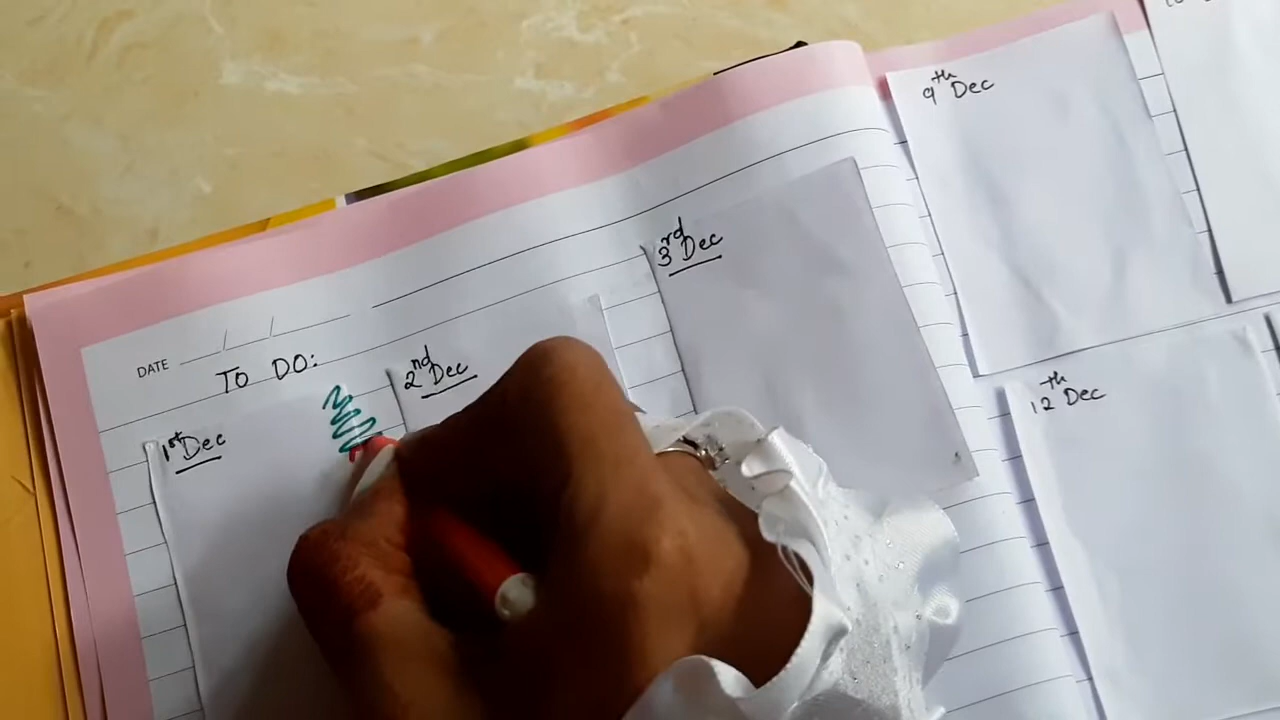 DATE / /
TO DO:
1st Dec
2nd Dec
3rd Dec
9th Dec
12th Dec